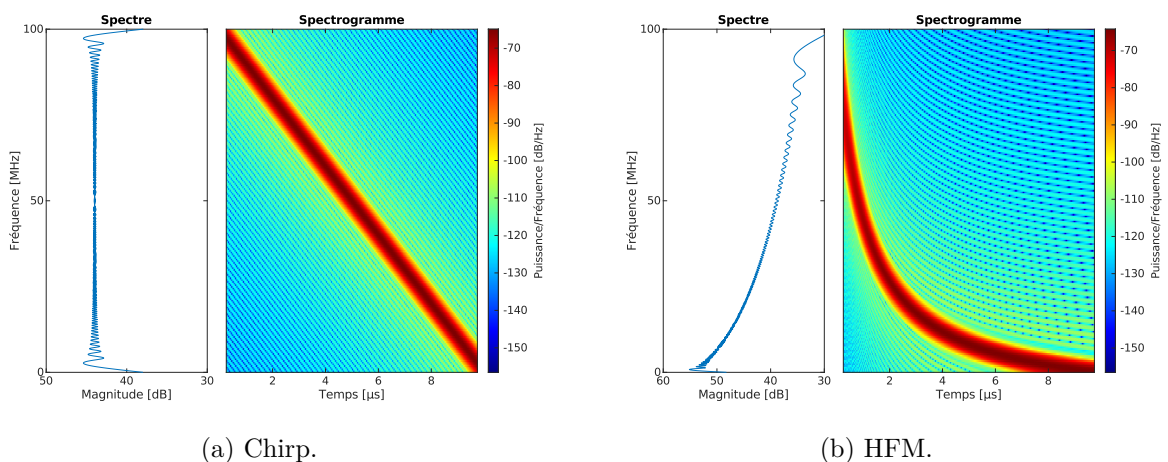 Spectre
Spectrogramme
100
50
0
Fréquence [MHz]
50
40
30
Magnitude [dB]
2
4
6
8
Temps [µs]
-70
-80
-90
-100
-110
-120
-130
-140
-150
Puissance/Fréquence [dB/Hz]
(a) Chirp.
Spectre
Spectrogramme
100
50
0
Fréquence [MHz]
60
50
40
30
Magnitude [dB]
2
4
6
8
Temps [µs]
-70
-80
-90
-100
-110
-120
-130
-140
-150
Puissance/Fréquence [dB/Hz]
(b) HFM.